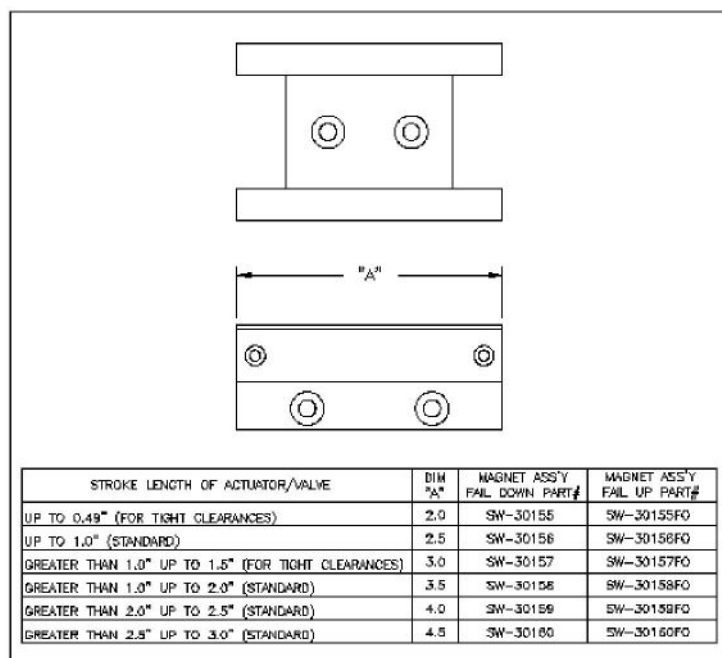 "A"
STROKE LENGTH OF ACTUATOR/VALVE DIM "A" MAGNET ASS'Y FAIL DOWN PART# MAGNET ASS'Y FAIL UP PART#
UP TO 0.49" (FOR TIGHT CLEARANCES) 2.0 SW-30155 SW-30155FO
UP TO 1.0" (STANDARD) 2.5 SW-30156 SW-30156FO
GREATER THAN 1.0" UP TO 1.5" (FOR TIGHT CLEARANCES) 3.0 SW-30157 SW-30157FO
GREATER THAN 1.0" UP TO 2.0" (STANDARD) 3.5 SW-30158 SW-30158FO
GREATER THAN 2.0" UP TO 2.5" (STANDARD) 4.0 SW-30159 SW-30159FO
GREATER THAN 2.5" UP TO 3.0" (STANDARD) 4.5 SW-30160 SW-30160FO